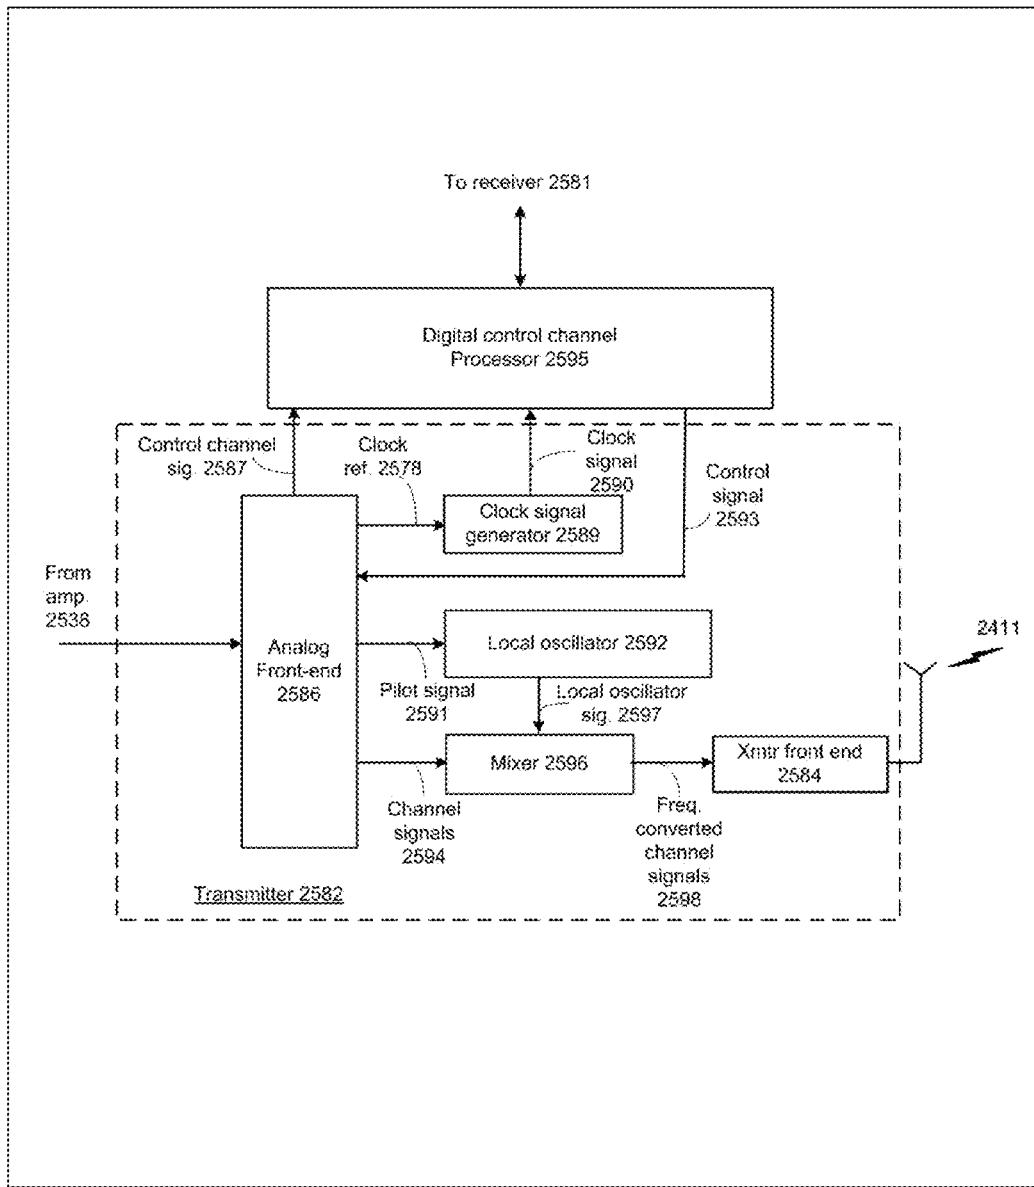 To receiver 2581
Digital control channel
Processor 2595
Control channel
sig. 2587
Clock
ref. 2578
Clock
signal
2590
Control
signal
2593
Clock signal
generator 2589
From
amp.
2538
Analog
Front-end
2586
Local oscillator 2592
2411
Pilot signal
2591
Local oscillator
sig. 2597
Mixer 2596
Xmtr front end
2584
Channel
signals
2594
Freq.
converted
channel
signals
2598
Transmitter 2582